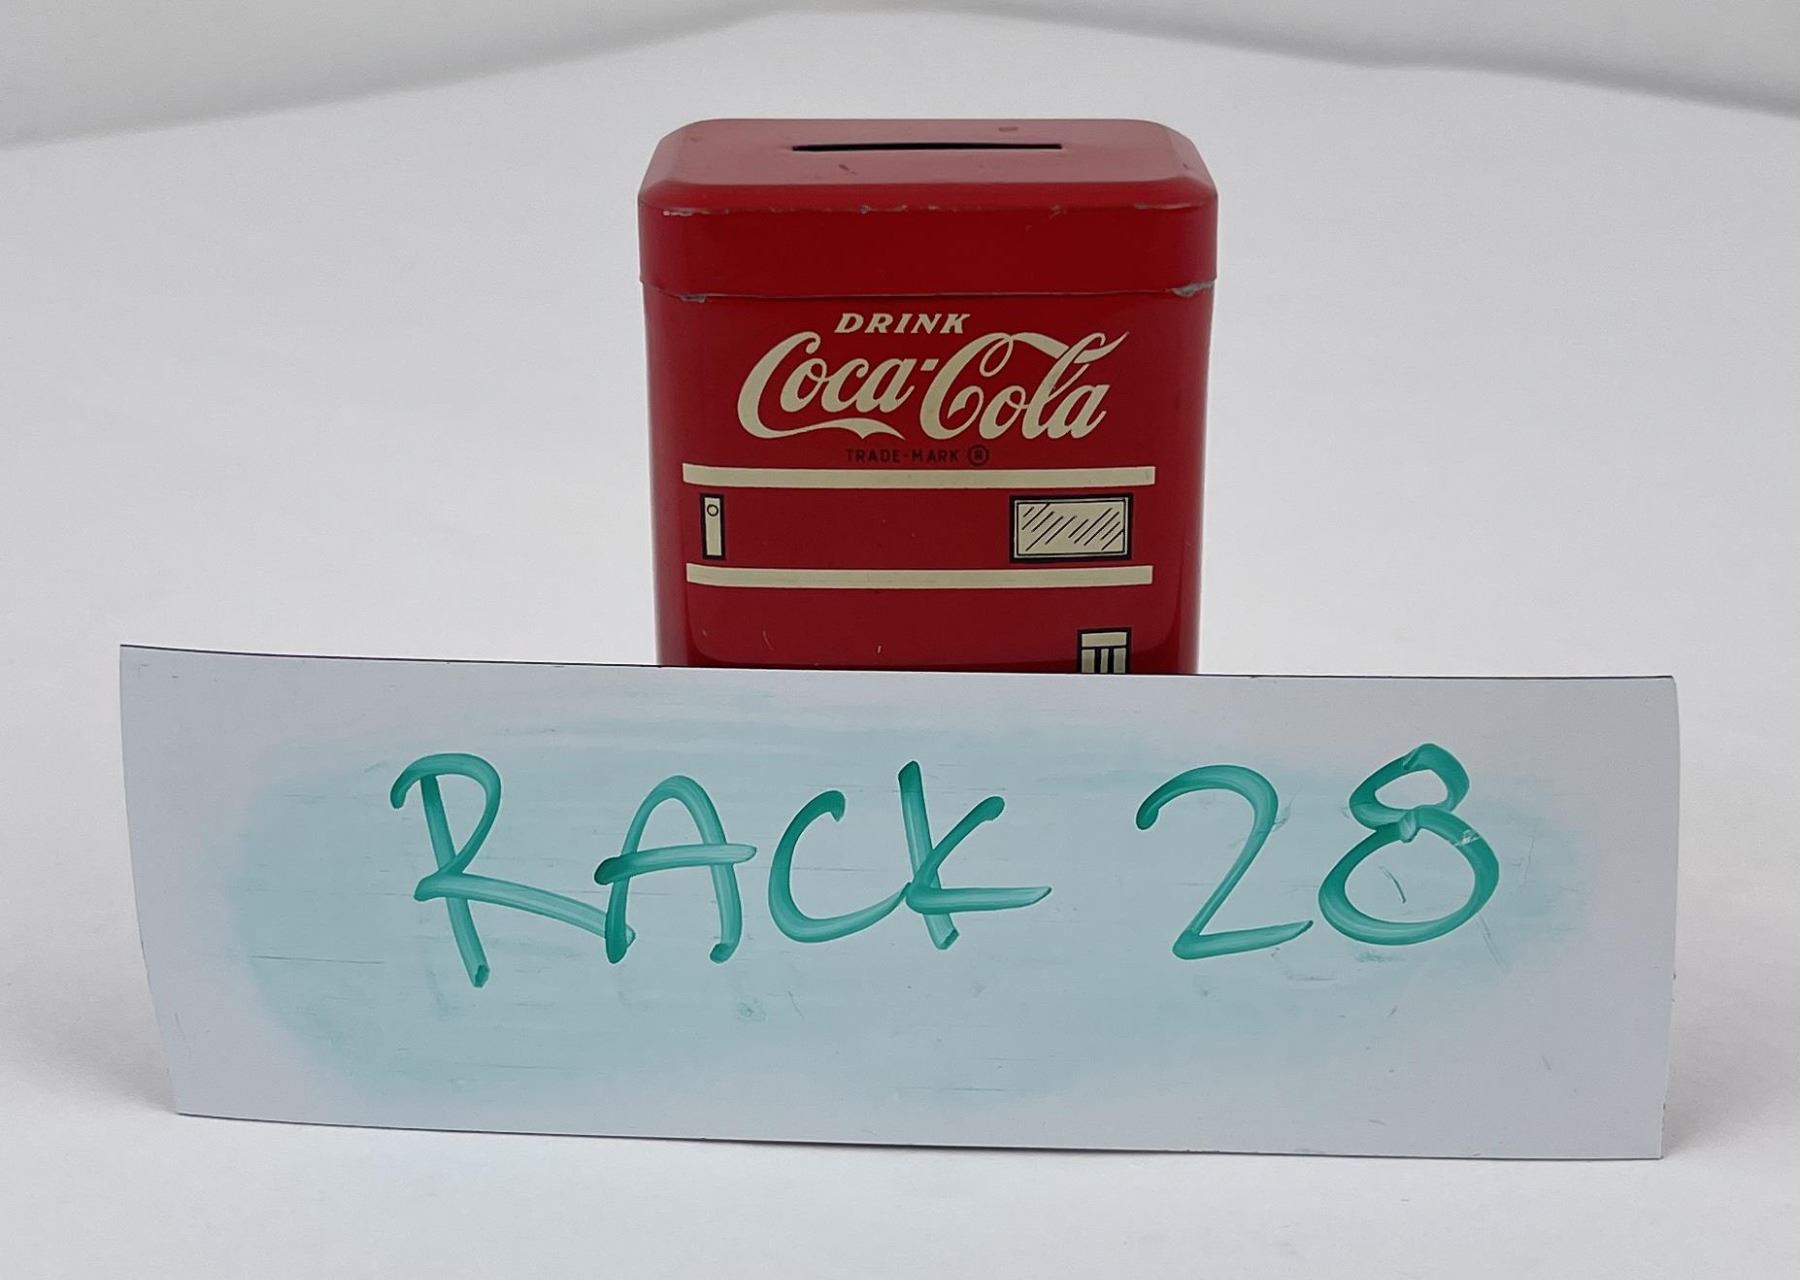 DRINK
Coca-Cola
TRADE-MARK ®
RACK 28